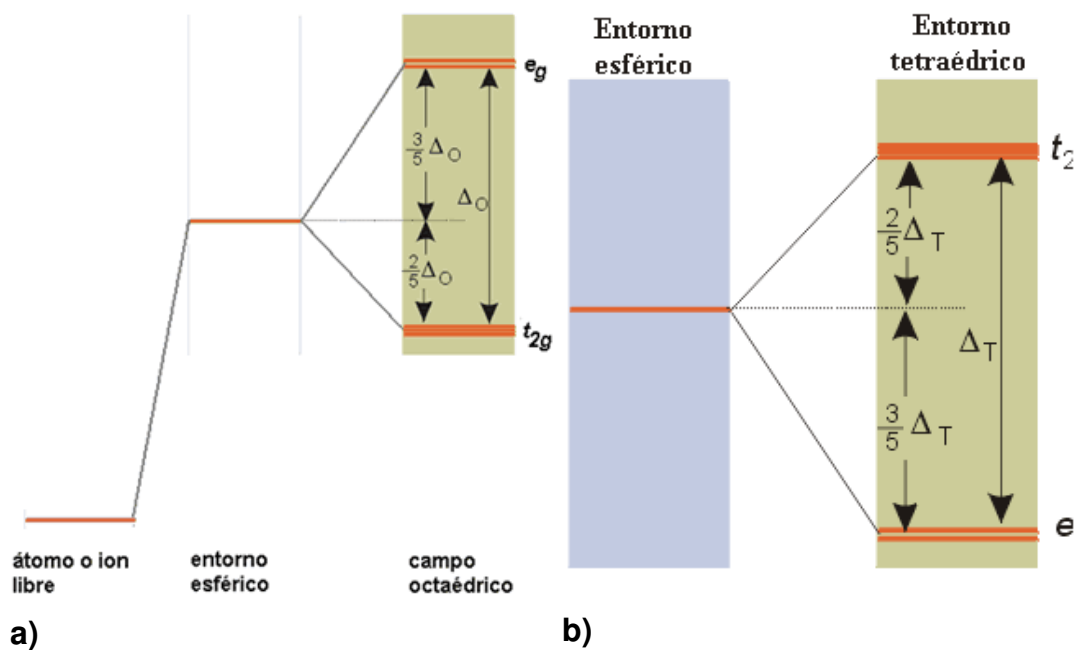 e_g
3/5 Δ_O
Δ_O
2/5 Δ_O
t_2g
átomo o ion
libre
entorno
esférico
campo
octaédrico
a)
Entorno
esférico
Entorno
tetraédrico
t_2
2/5 Δ_T
Δ_T
3/5 Δ_T
e
b)